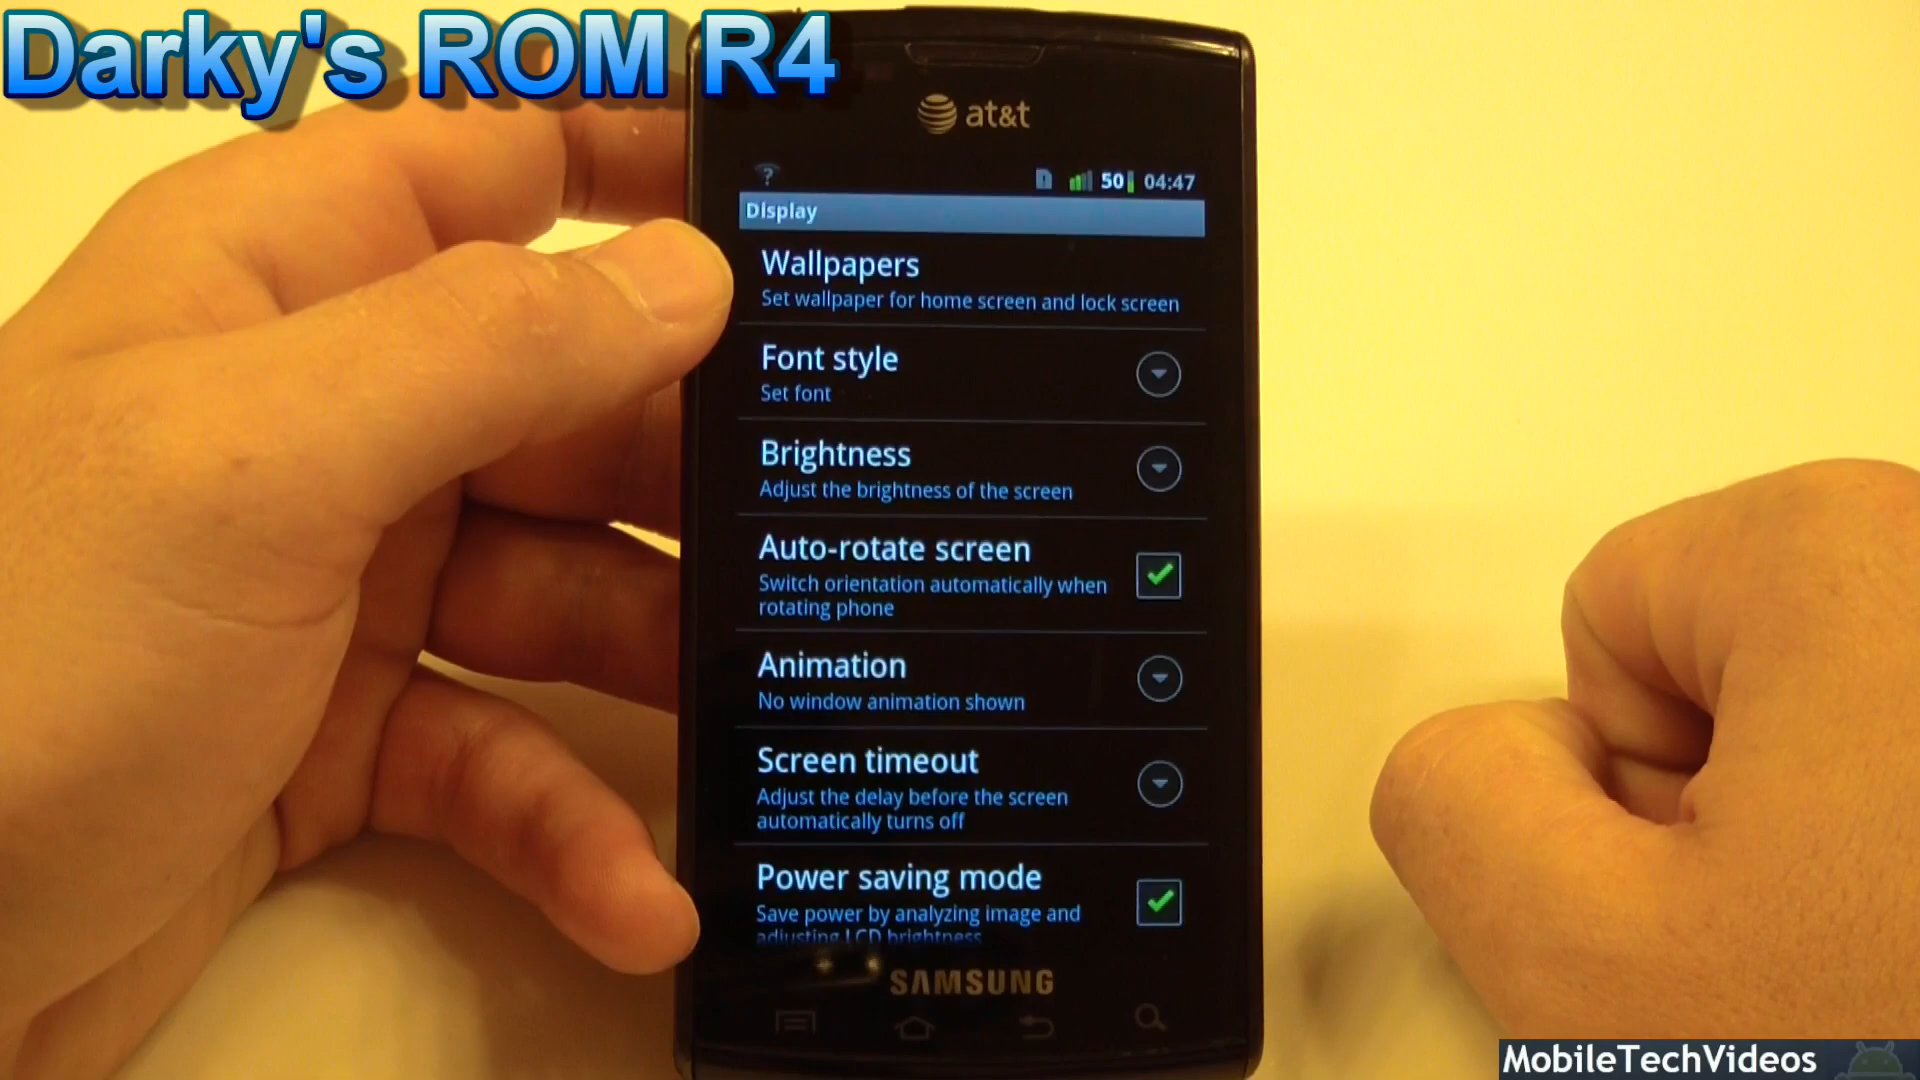 Darky's ROM R4
at&t
50 04:47
Display
Wallpapers
Set wallpaper for home screen and lock screen
Font style
Set font
Brightness
Adjust the brightness of the screen
Auto-rotate screen
Switch orientation automatically when
rotating phone
Animation
No window animation shown
Screen timeout
Adjust the delay before the screen
automatically turns off
Power saving mode
Save power by analyzing image and
adjusting LCD brightness
SAMSUNG
MobileTechVideos